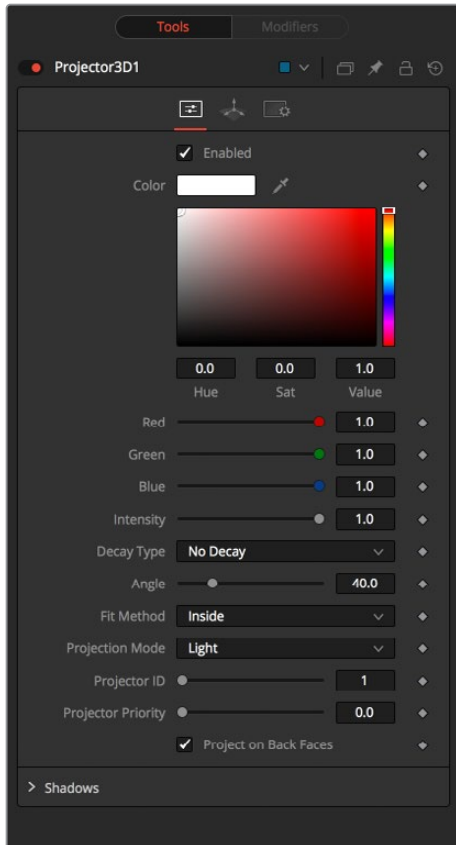 Tools Modifiers
Projector3D1
Enabled
Color
0.0 0.0 1.0
Hue Sat Value
Red 1.0
Green 1.0
Blue 1.0
Intensity 1.0
Decay Type No Decay
Angle 40.0
Fit Method Inside
Projection Mode Light
Projector ID 1
Projector Priority 0.0
Project on Back Faces
Shadows